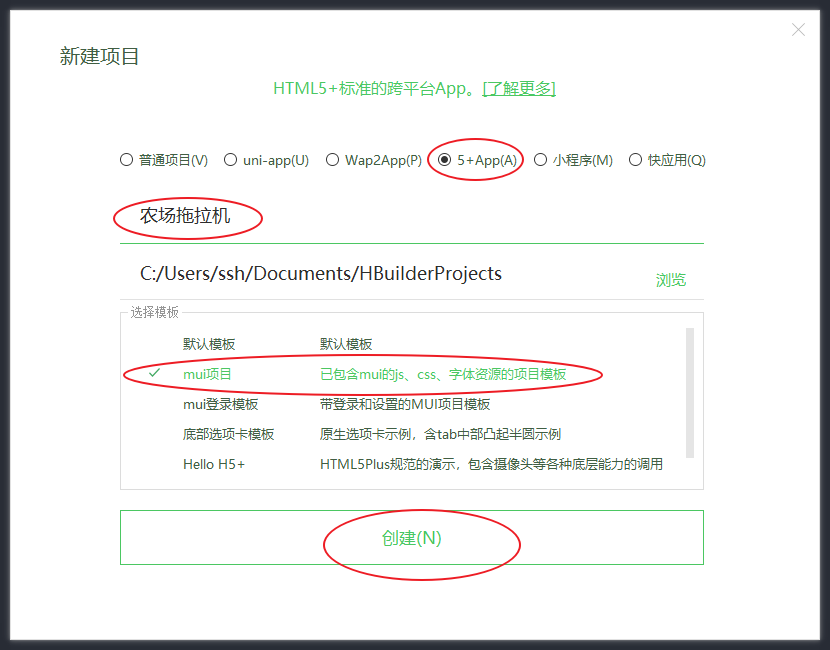 新建项目
HTML5+标准的跨平台App。[了解更多]
普通项目(V) uni-app(U) Wap2App(P) 5+App(A) 小程序(M) 快应用(Q)
农场拖拉机
C:/Users/ssh/Documents/HBuilderProjects 浏览
选择模板
默认模板 默认模板
mui项目 已包含mui的js、css、字体资源的项目模板
mui登录模板 带登录和设置的MUI项目模板
底部选项卡模板 原生选项卡示例，含tab中部凸起半圆示例
Hello H5+ HTML5Plus规范的演示，包含摄像头等各种底层能力的调用
创建(N)